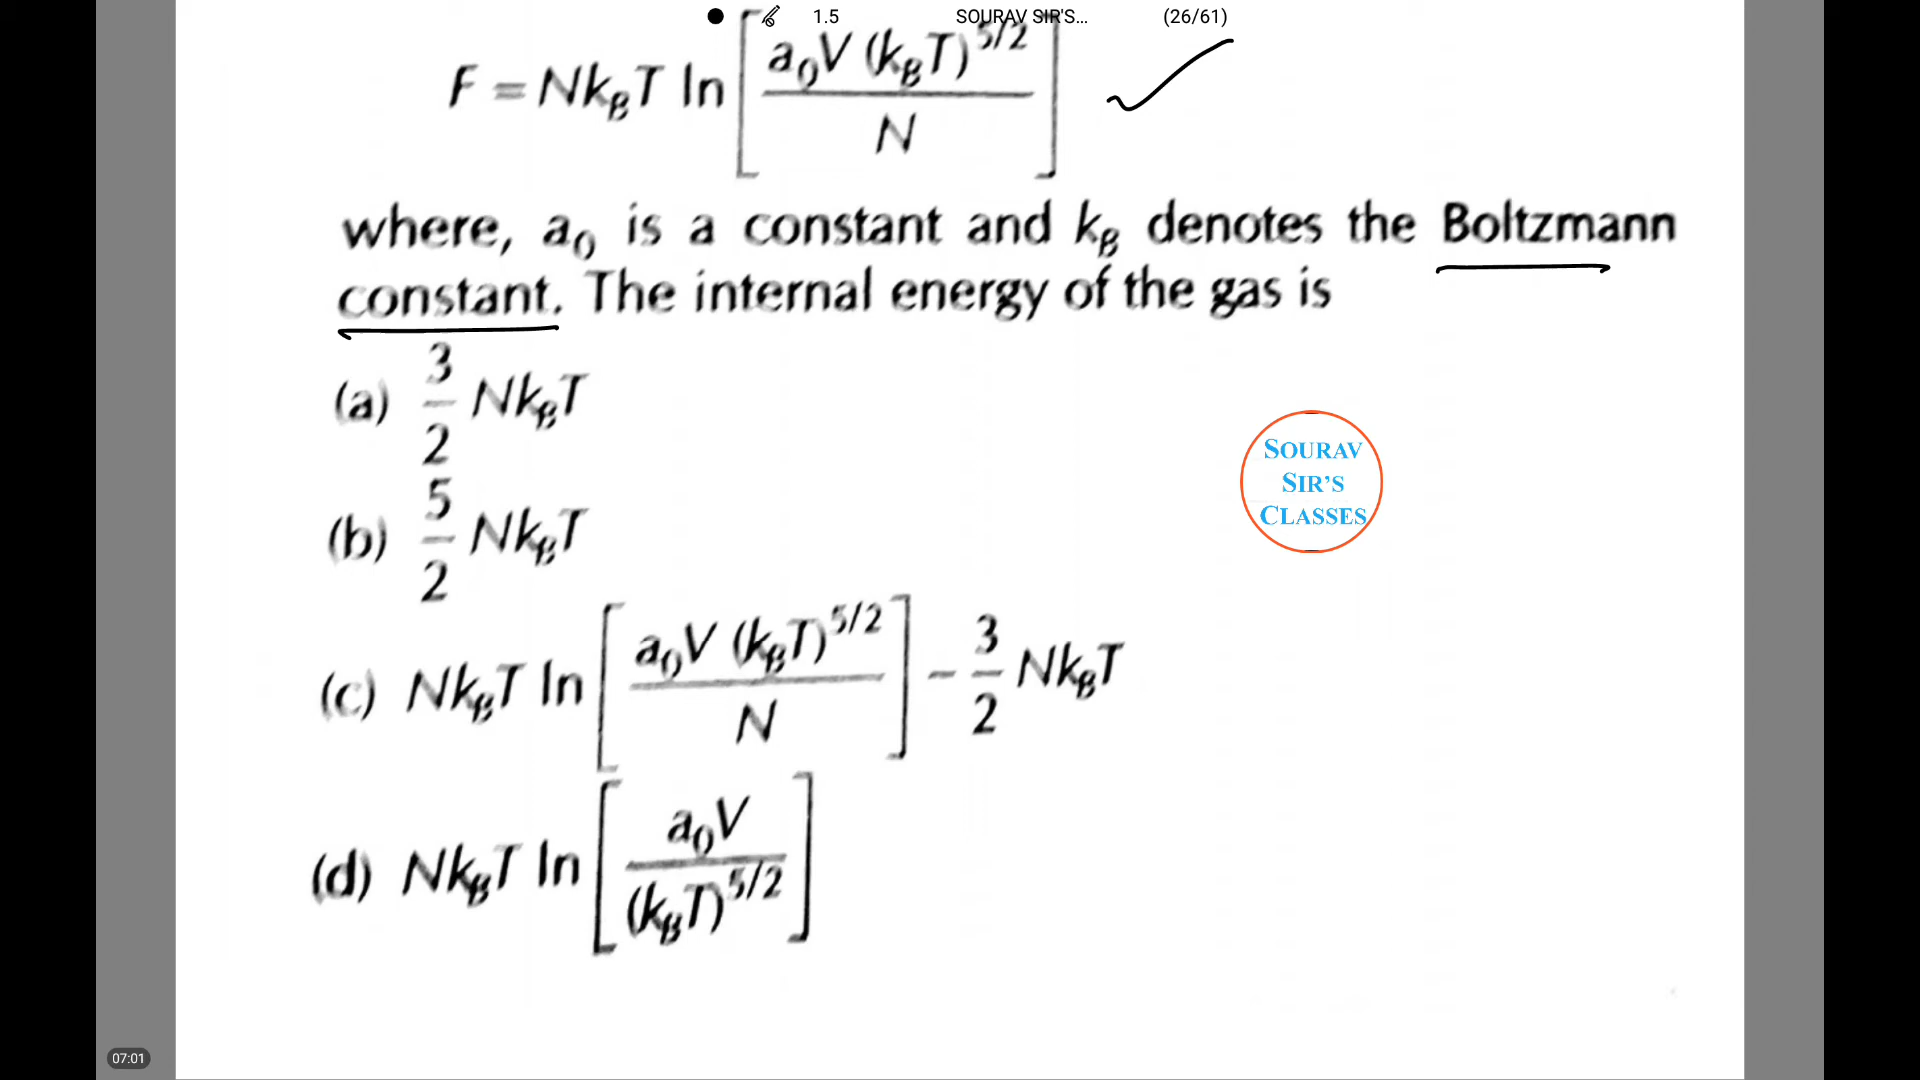 1.5 SOURAV SIR'S... (26/61)
F = Nk_BT ln [ a_0V (k_BT)^{5/2} / N ]
where, a_0 is a constant and k_B denotes the Boltzmann
constant. The internal energy of the gas is
(a) 3/2 Nk_BT
(b) 5/2 Nk_BT
(c) Nk_BT ln [ a_0V (k_BT)^{5/2} / N ] - 3/2 Nk_BT
(d) Nk_BT ln [ a_0V / (k_BT)^{5/2} ]
SOURAV
SIR'S
CLASSES
07:01